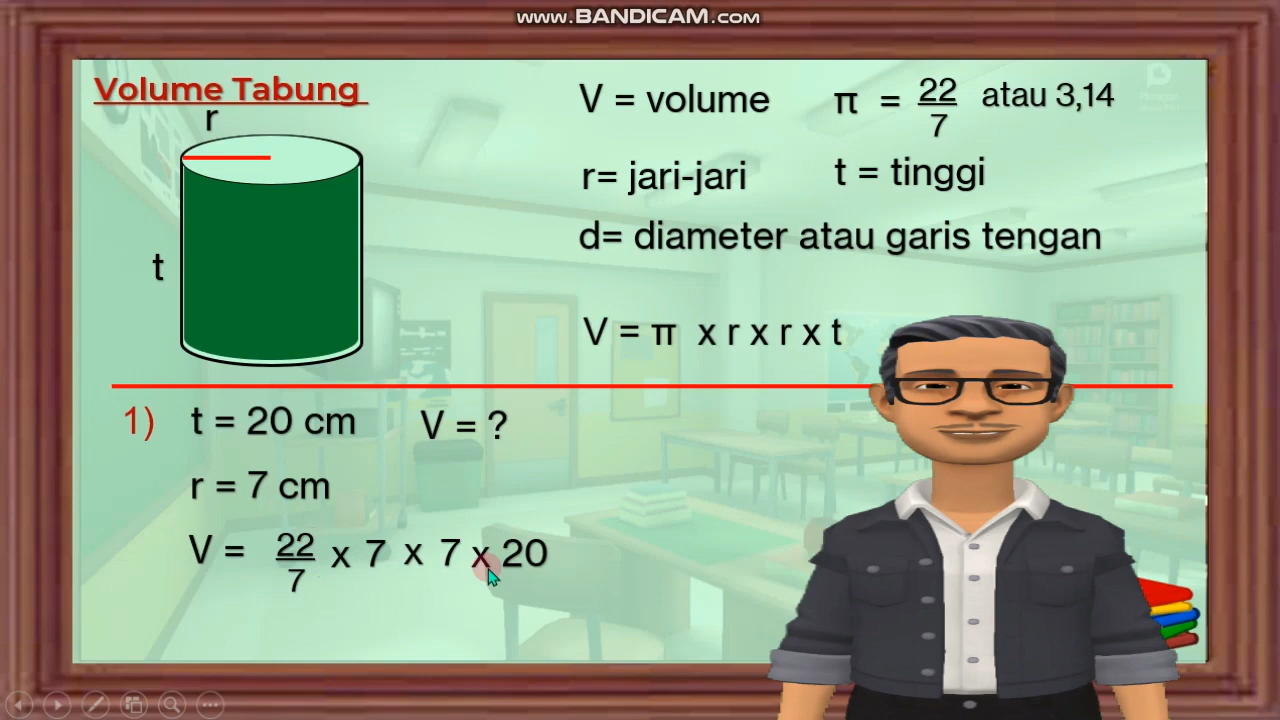 www.BANDICAM.com
Volume Tabung
r
t
V = volume
π = 22/7 atau 3,14
r= jari-jari
t = tinggi
d= diameter atau garis tengan
V = π x r x r x t
1) t = 20 cm V = ?
r = 7 cm
V = 22/7 x 7 x 7 x 20